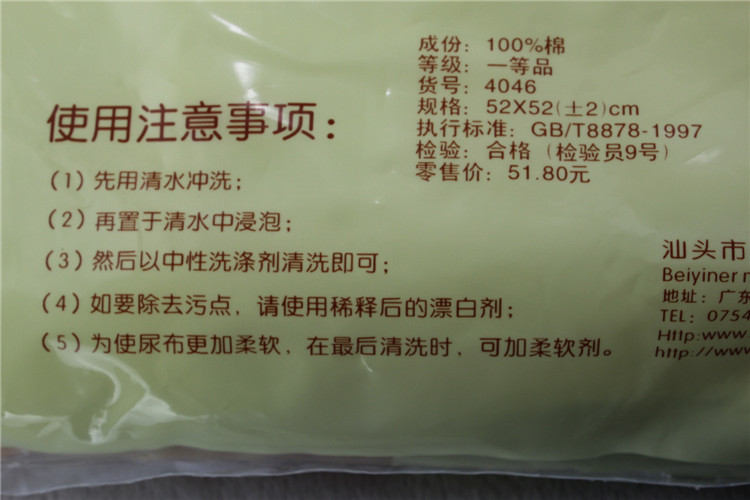 成份：100%棉
等级：一等品
货号：4046
规格：52X52(±2)cm
执行标准：GB/T8878-1997
检验：合格（检验员9号）
零售价：51.80元
使用注意事项：
(1) 先用清水冲洗；
(2) 再置于清水中浸泡；
(3) 然后以中性洗涤剂清洗即可；
(4) 如要除去污点，请使用稀释后的漂白剂；
(5) 为使尿布更加柔软，在最后清洗时，可加柔软剂。
汕头市
Beiyiner
地址：广东
TEL: 0754
Http:www
http://www